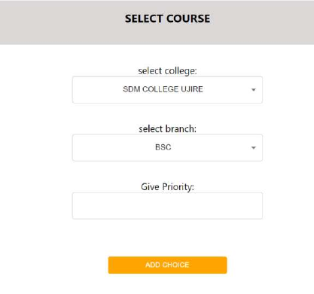 SELECT COURSE
select college:
SDM COLLEGE UJIRE
select branch:
BSC
Give Priority:
ADD CHOICE